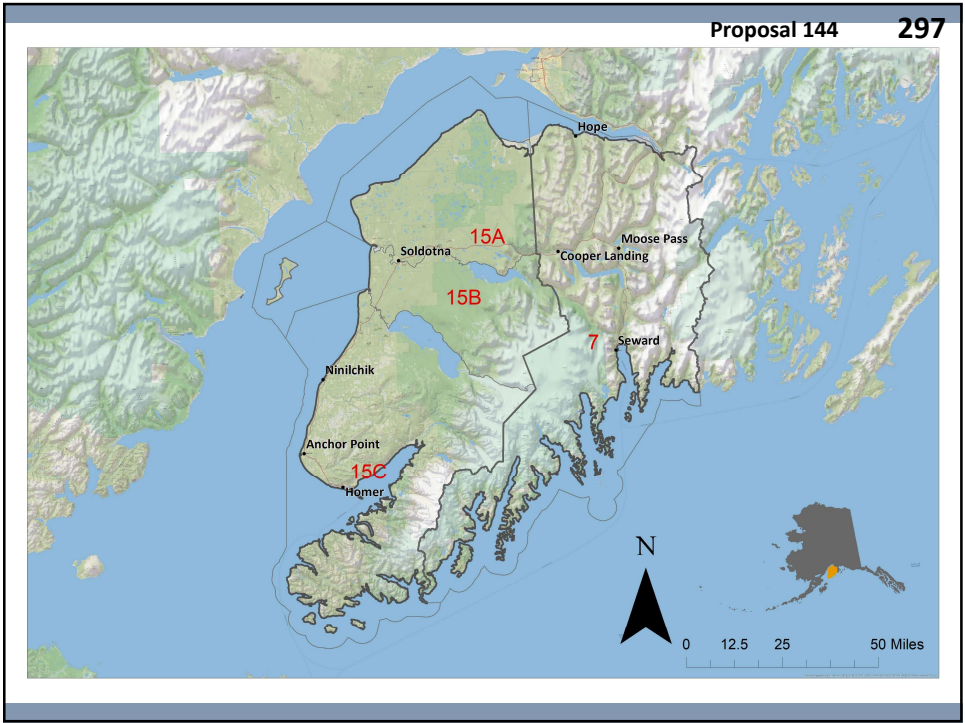 Proposal 144 297
Hope
15A
Moose Pass
Soldotna
Cooper Landing
15B
7
Seward
Ninilchik
Anchor Point
15C
Homer
N
0 12.5 25 50 Miles